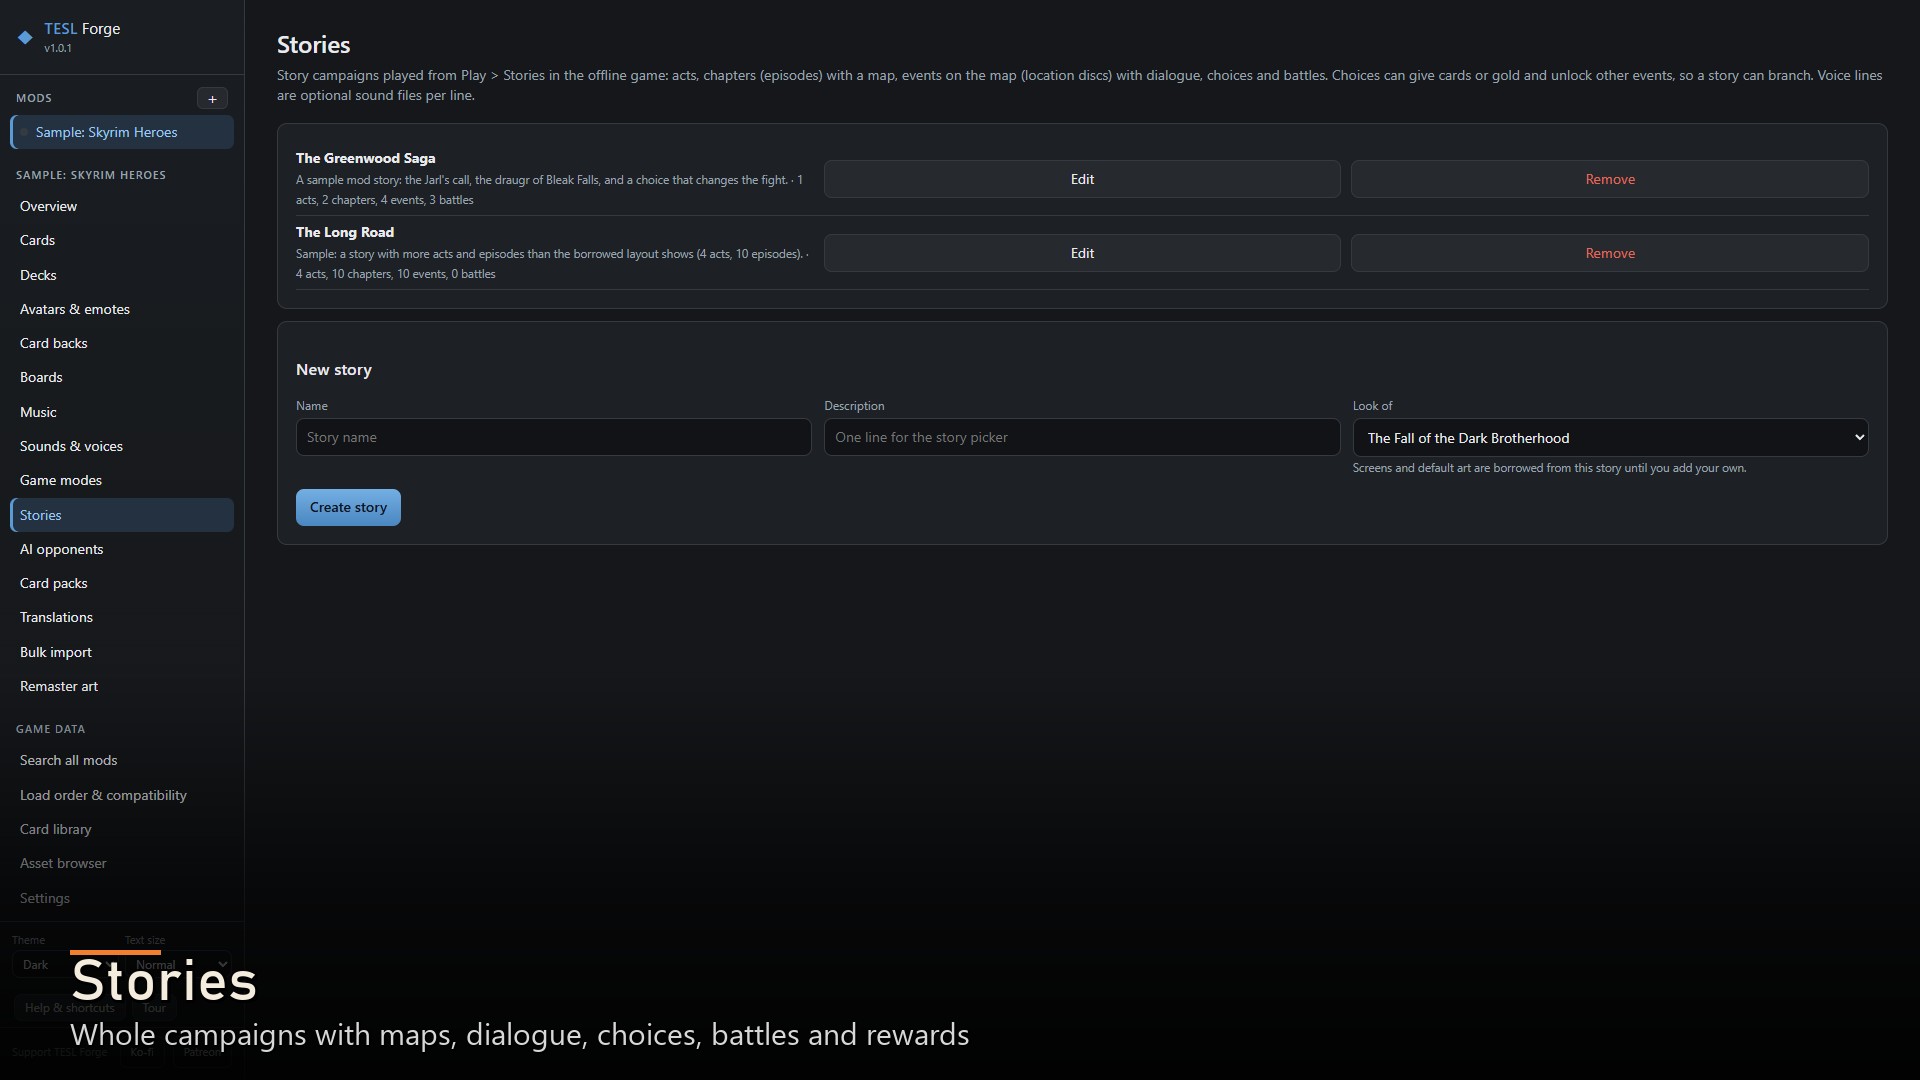 TESL Forge
v1.0.1
MODS
+
Sample: Skyrim Heroes
SAMPLE: SKYRIM HEROES
Overview
Cards
Decks
Avatars & emotes
Card backs
Boards
Music
Sounds & voices
Game modes
Stories
AI opponents
Card packs
Translations
Bulk import
Remaster art
GAME DATA
Search all mods
Load order & compatibility
Card library
Asset browser
Settings
Theme
Text size
Dark
Normal
Help & shortcuts
Tour
Support TESL Forge
Ko-fi
Patreon
Stories
Story campaigns played from Play > Stories in the offline game: acts, chapters (episodes) with a map, events on the map (location discs) with dialogue, choices and battles. Choices can give cards or gold and unlock other events, so a story can branch. Voice lines
are optional sound files per line.
The Greenwood Saga
A sample mod story: the Jarl's call, the draugr of Bleak Falls, and a choice that changes the fight. · 1
acts, 2 chapters, 4 events, 3 battles
Edit
Remove
The Long Road
Sample: a story with more acts and episodes than the borrowed layout shows (4 acts, 10 episodes). ·
4 acts, 10 chapters, 10 events, 0 battles
Edit
Remove
New story
Name
Description
Look of
Story name
One line for the story picker
The Fall of the Dark Brotherhood
Screens and default art are borrowed from this story until you add your own.
Create story
Stories
Whole campaigns with maps, dialogue, choices, battles and rewards